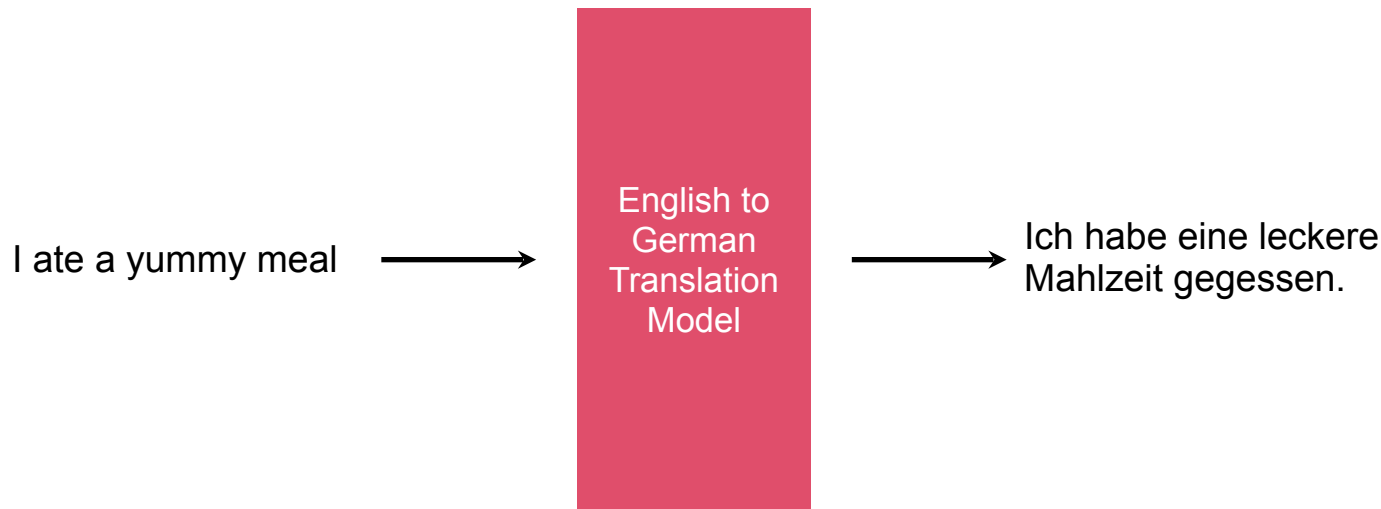 I ate a yummy meal
English to
German
Translation
Model
Ich habe eine leckere
Mahlzeit gegessen.